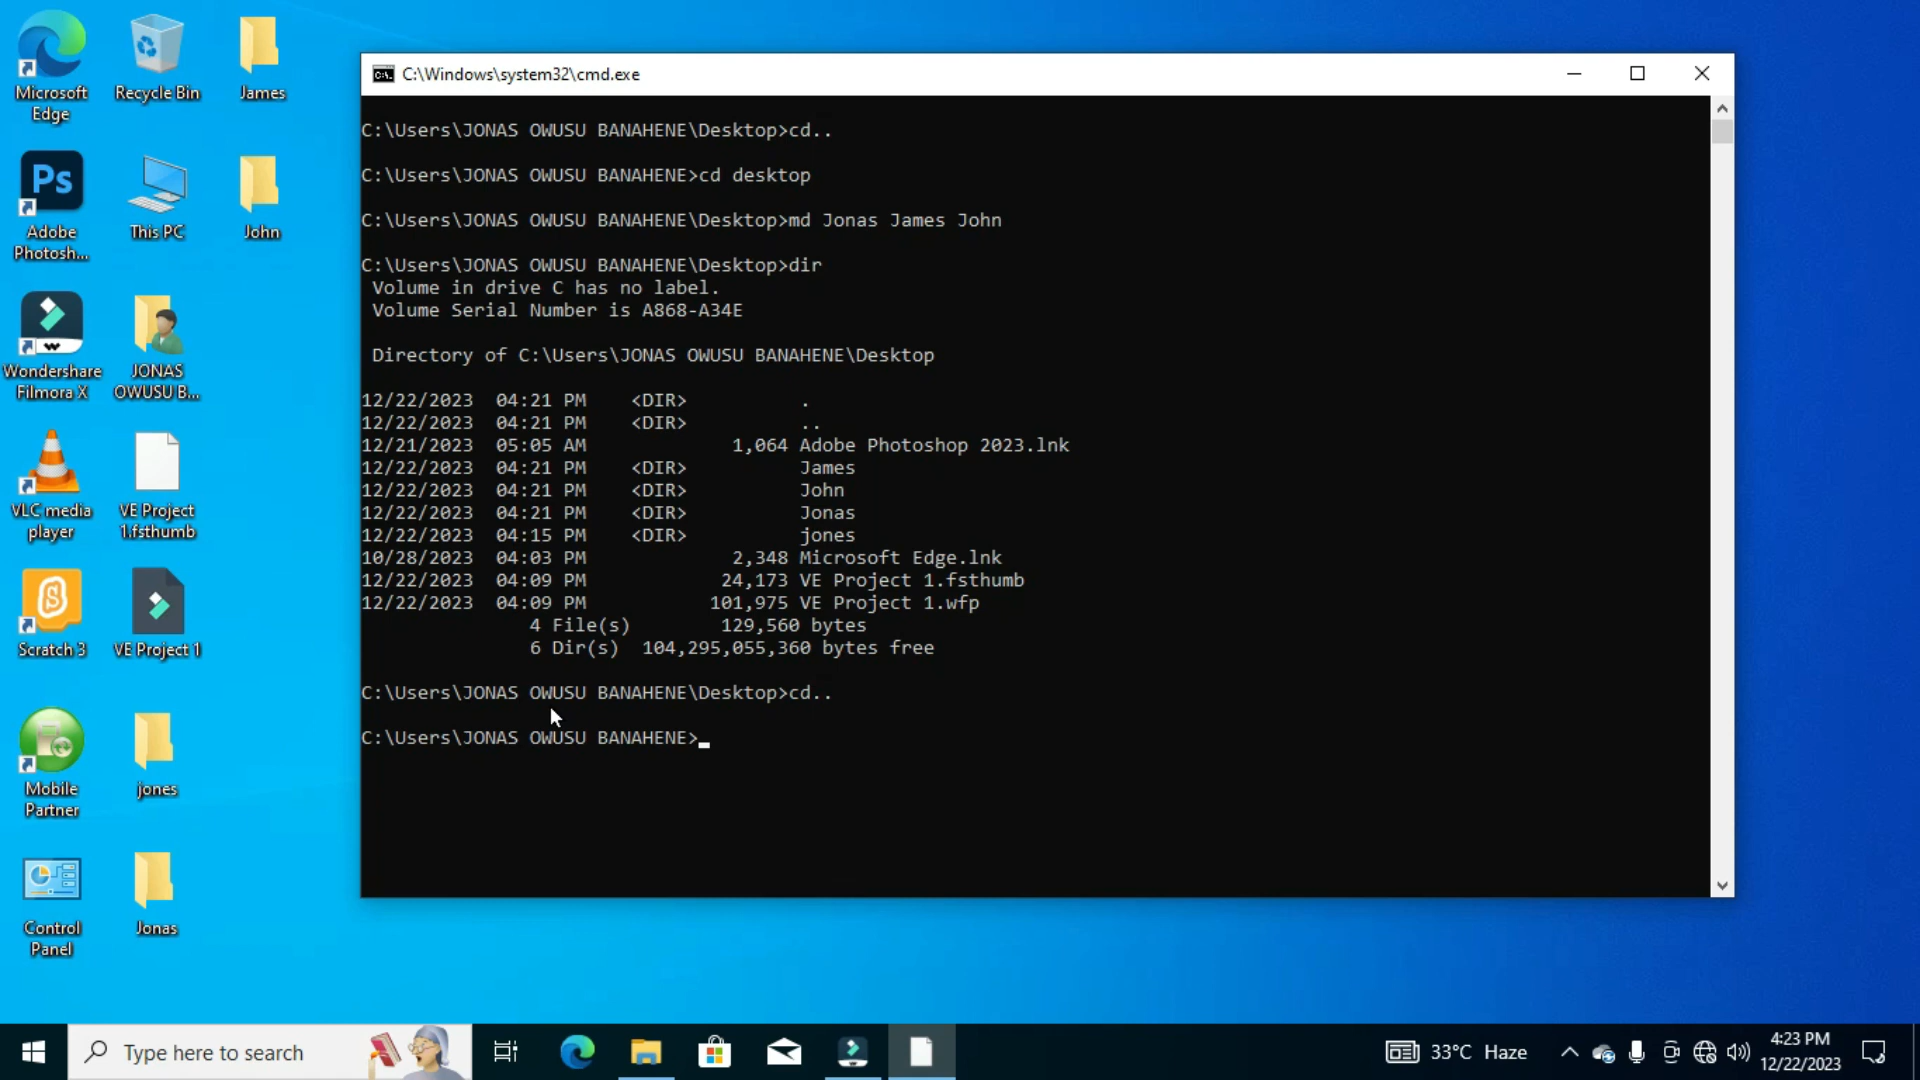 Microsoft
Edge
Recycle Bin
James
Ps
Adobe
Photosh...
This PC
John
Wondershare
Filmora X
JONAS
OWUSU B...
VLC media
player
VE Project
1.fsthumb
Scratch 3
VE Project 1
Mobile
Partner
jones
Control
Panel
Jonas
C:\Windows\system32\cmd.exe
C:\Users\JONAS OWUSU BANAHENE\Desktop>cd..
C:\Users\JONAS OWUSU BANAHENE>cd desktop
C:\Users\JONAS OWUSU BANAHENE\Desktop>md Jonas James John
C:\Users\JONAS OWUSU BANAHENE\Desktop>dir
Volume in drive C has no label.
Volume Serial Number is A868-A34E
Directory of C:\Users\JONAS OWUSU BANAHENE\Desktop
12/22/2023  04:21 PM    <DIR>          .
12/22/2023  04:21 PM    <DIR>          ..
12/21/2023  05:05 AM             1,064 Adobe Photoshop 2023.lnk
12/22/2023  04:21 PM    <DIR>          James
12/22/2023  04:21 PM    <DIR>          John
12/22/2023  04:21 PM    <DIR>          Jonas
12/22/2023  04:15 PM    <DIR>          jones
10/28/2023  04:03 PM             2,348 Microsoft Edge.lnk
12/22/2023  04:09 PM            24,173 VE Project 1.fsthumb
12/22/2023  04:09 PM           101,975 VE Project 1.wfp
4 File(s)        129,560 bytes
6 Dir(s)  104,295,055,360 bytes free
C:\Users\JONAS OWUSU BANAHENE\Desktop>cd..
C:\Users\JONAS OWUSU BANAHENE>_
Type here to search
33°C Haze
4:23 PM
12/22/2023